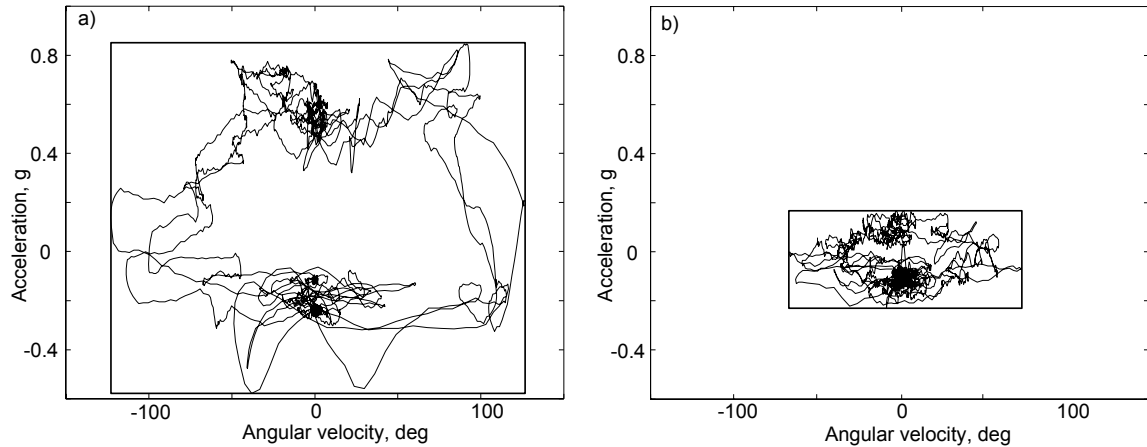 a)
0.8
0.4
0
-0.4
Acceleration, g
-100
0
100
Angular velocity, deg
b)
0.8
0.4
0
-0.4
Acceleration, g
-100
0
100
Angular velocity, deg